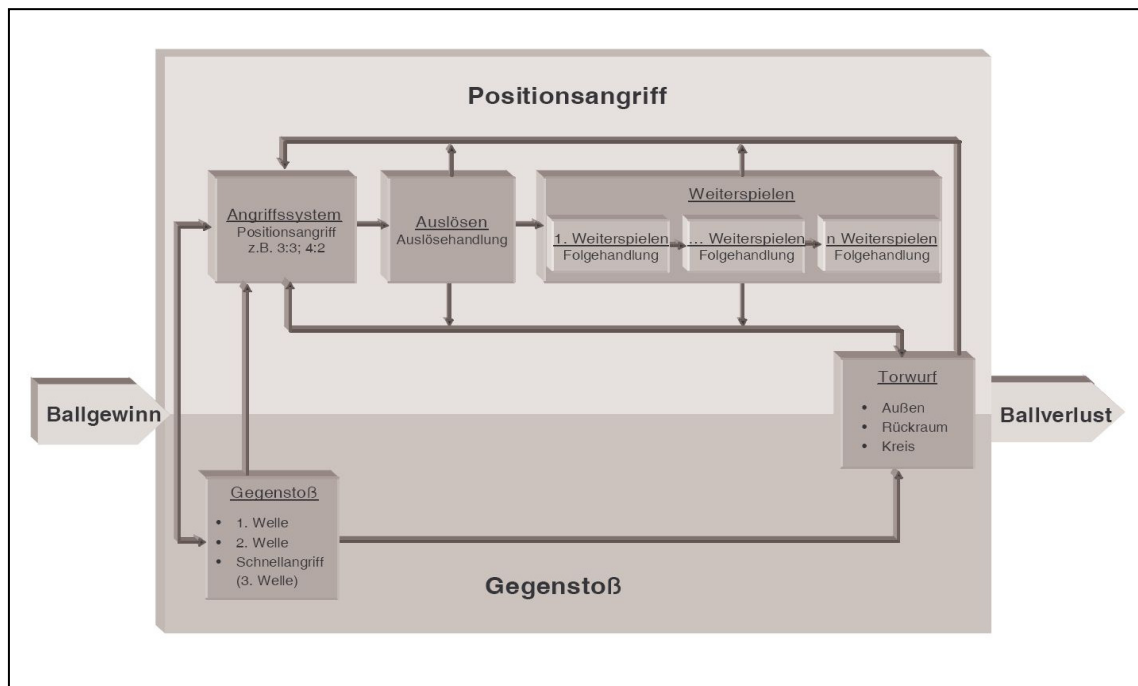 Positionsangriff
Angriffssystem
Positionsangriff
z.B. 3:3; 4:2
Auslösen
Auslösehandlung
Weiterspielen
1. Weiterspielen
Folgehandlung
... Weiterspielen
Folgehandlung
n Weiterspielen
Folgehandlung
Ballgewinn
Torwurf
• Außen
• Rückraum
• Kreis
Ballverlust
Gegenstoß
• 1. Welle
• 2. Welle
• Schnellangriff
(3. Welle)
Gegenstoß